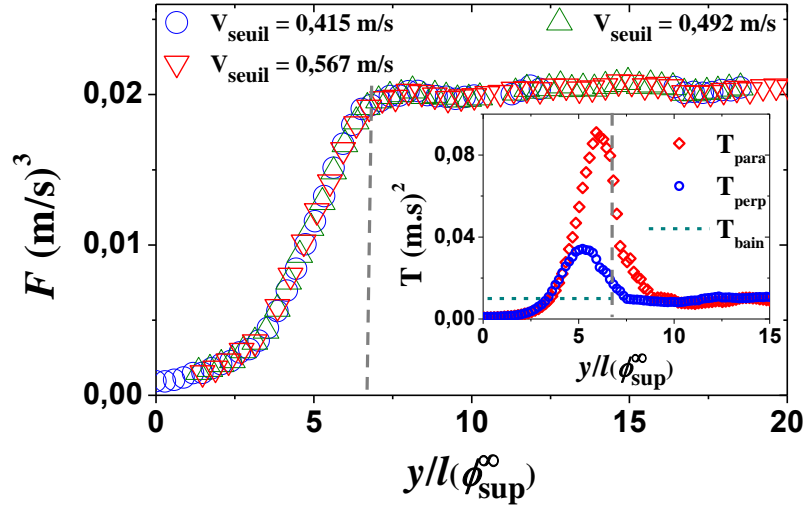 V_seuil = 0,415 m/s
V_seuil = 0,492 m/s
V_seuil = 0,567 m/s
F (m/s)³
0,02
0,01
0,00
0 5 10 15 20
y/l(ϕ_sup^∞)
T (m.s)²
0,08
0,04
0,00
T_para
T_perp
T_bain
0 5 10 15
y/l(ϕ_sup^∞)